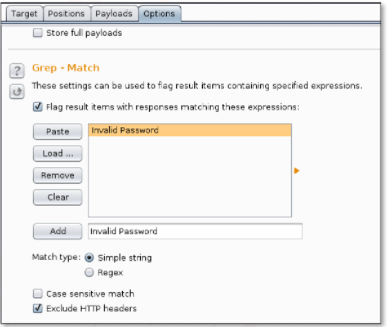 Target Positions Payloads Options
Store full payloads
? Grep - Match
These settings can be used to flag result items containing specified expressions.
Flag result items with responses matching these expressions:
Paste Invalid Password
Load ...
Remove
Clear
Add Invalid Password
Match type: Simple string
Regex
Case sensitive match
Exclude HTTP headers